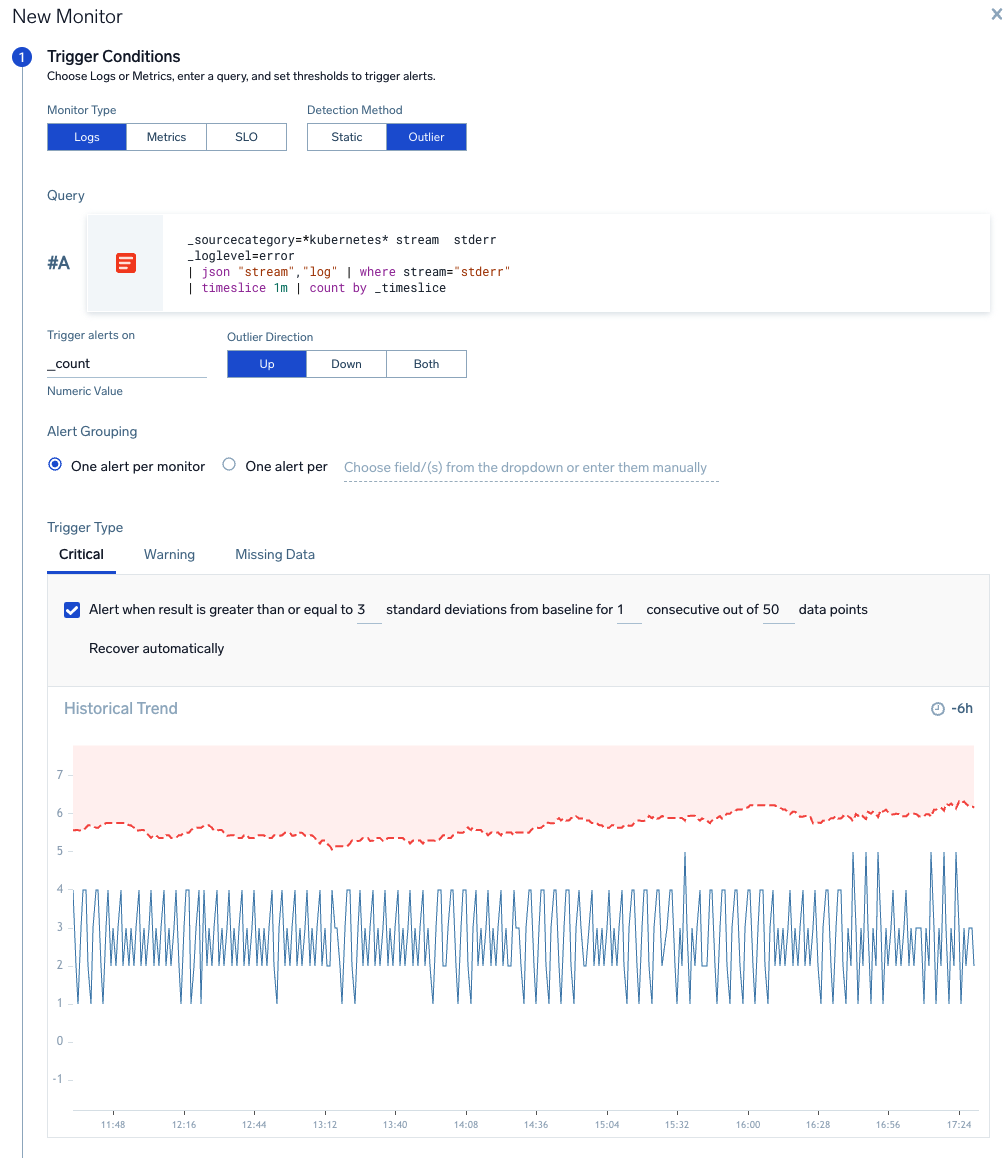 New Monitor
1 Trigger Conditions
Choose Logs or Metrics, enter a query, and set thresholds to trigger alerts.
Monitor Type Detection Method
Logs Metrics SLO Static Outlier
Query
#A
_sourcecategory=*kubernetes* stream  stderr
_loglevel=error
| json "stream","log" | where stream="stderr"
| timeslice 1m | count by _timeslice
Trigger alerts on Outlier Direction
_count Up Down Both
Numeric Value
Alert Grouping
One alert per monitor One alert per Choose field/(s) from the dropdown or enter them manually
Trigger Type
Critical Warning Missing Data
Alert when result is greater than or equal to 3 standard deviations from baseline for 1 consecutive out of 50 data points
Recover automatically
Historical Trend -6h
7
6
5
4
3
2
1
0
-1
11:48 12:16 12:44 13:12 13:40 14:08 14:36 15:04 15:32 16:00 16:28 16:56 17:24